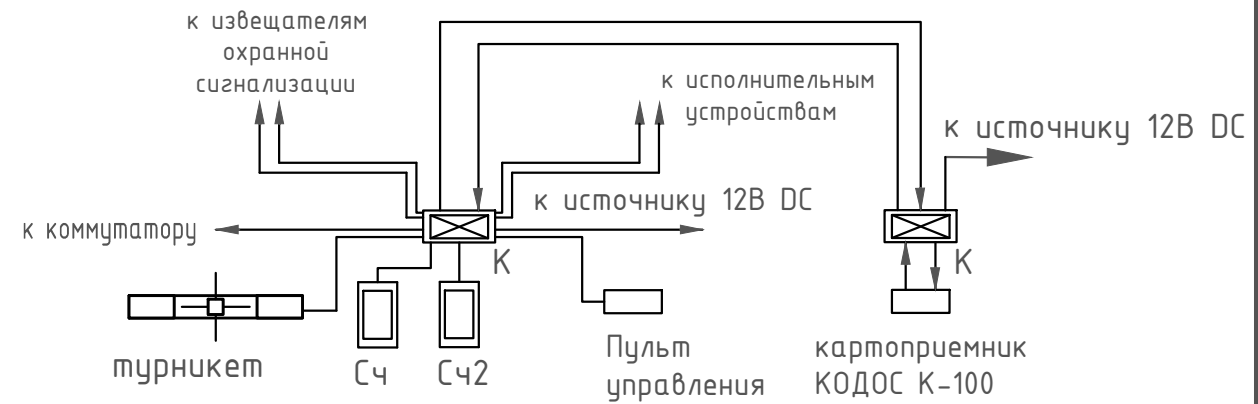 к извещателям
охранной
сигнализации
к исполнительным
устройствам
к источнику 12В DC
к источнику 12В DC
к коммутатору
К
К
турникет
Сч
Сч2
Пульт
управления
картоприемник
КОДОС К-100